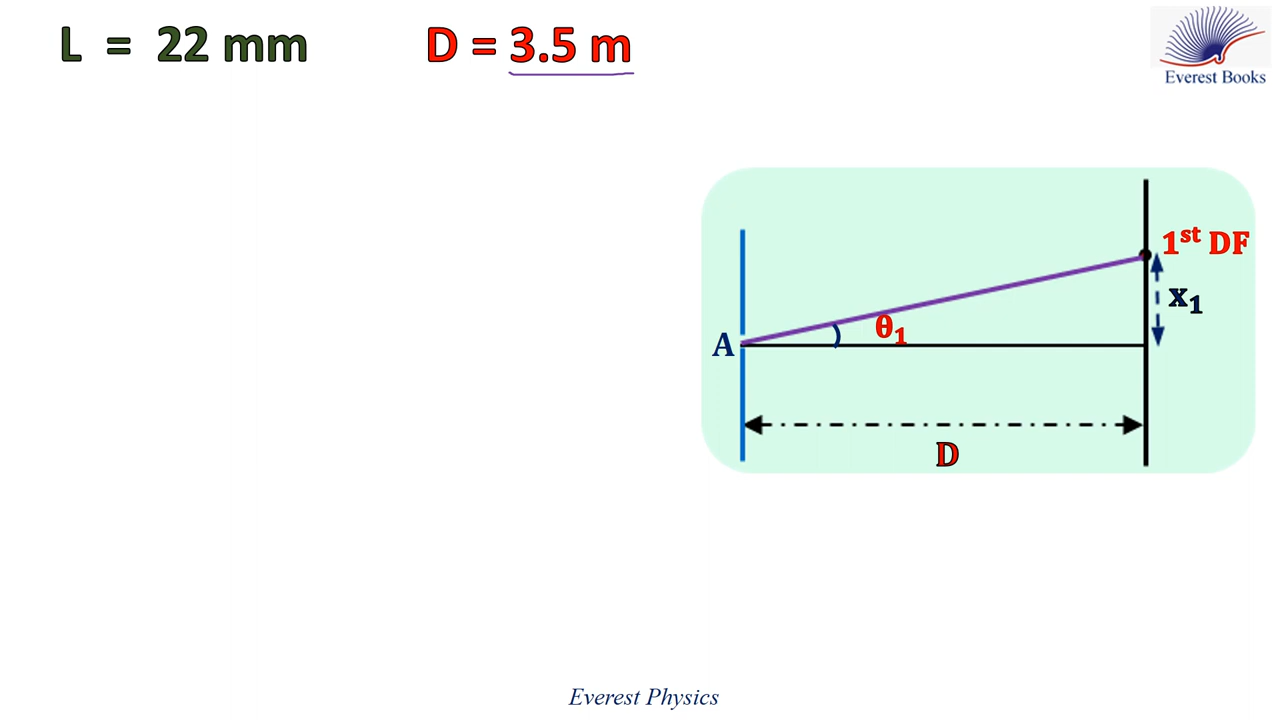 L = 22 mm
D = 3.5 m
Everest Books
1st DF
x1
θ1
A
D
Everest Physics